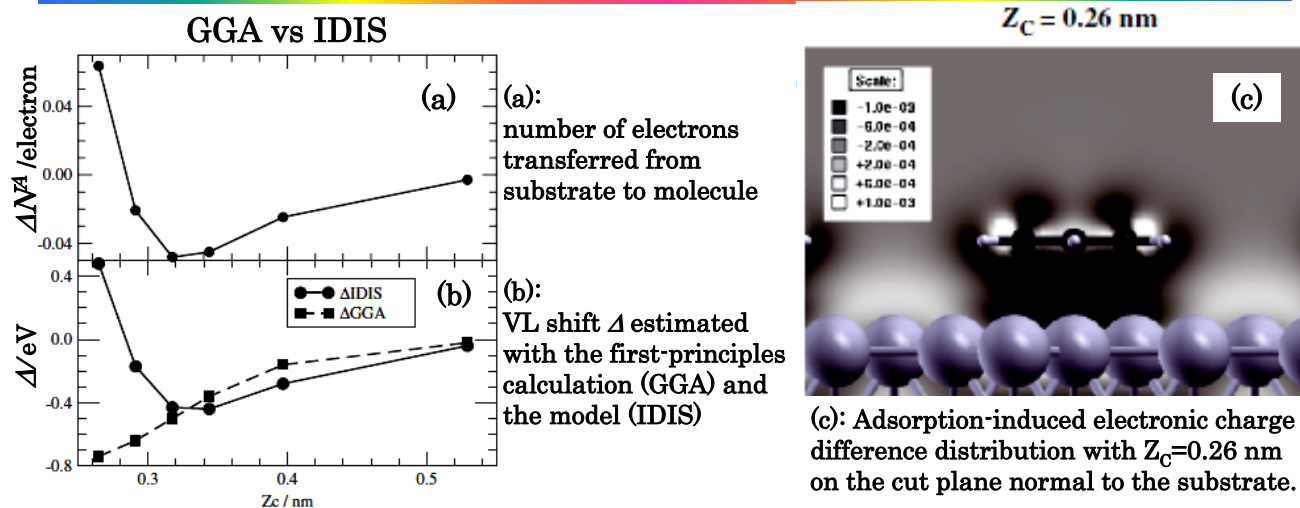 GGA vs IDIS
(a)
ΔN^A /electron
0.04
0.00
-0.04
(b)
ΔIDIS
ΔGGA
Δ/eV
0.4
0.0
-0.4
-0.8
0.3
0.4
0.5
Zc / nm
(a):
number of electrons
transferred from
substrate to molecule
(b):
VL shift Δ estimated
with the first-principles
calculation (GGA) and
the model (IDIS)
Z_C = 0.26 nm
(c)
Scale:
-1.0e-03
-6.0e-04
-2.0e-04
+2.0e-04
+6.0e-04
+1.0e-03
(c): Adsorption-induced electronic charge
difference distribution with Z_C=0.26 nm
on the cut plane normal to the substrate.